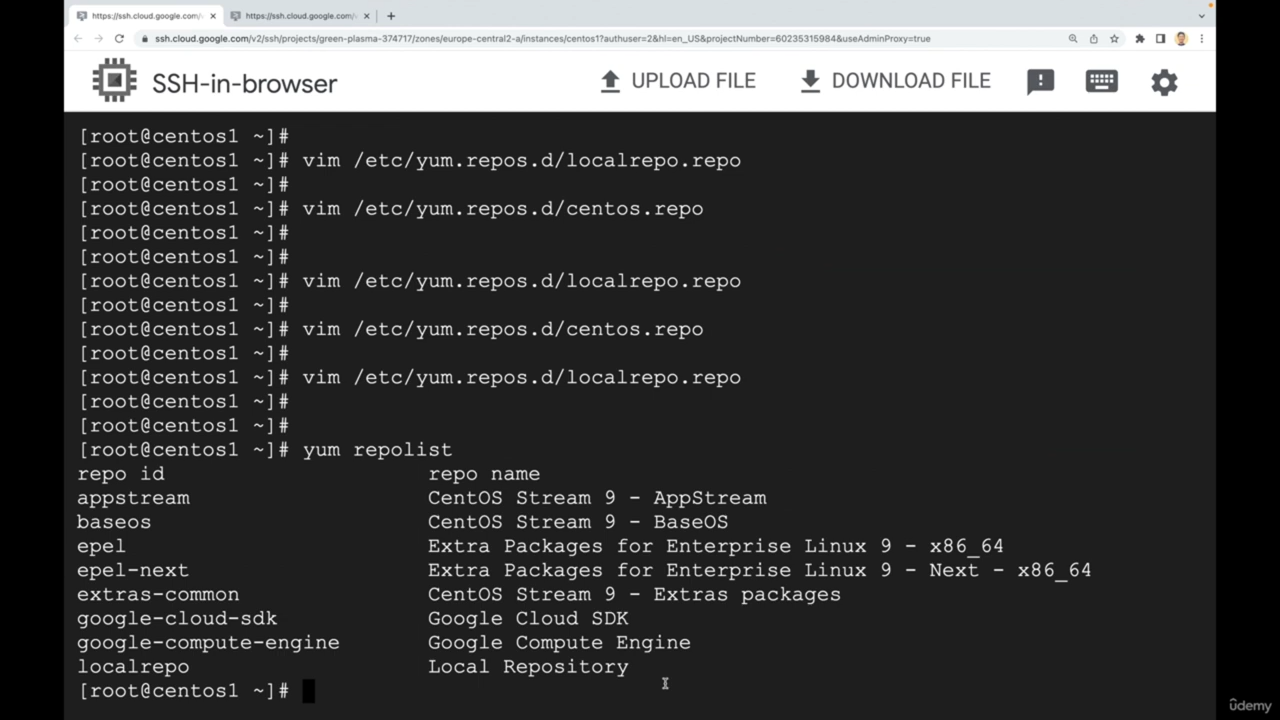 https://ssh.cloud.google.com/v
https://ssh.cloud.google.com/v
ssh.cloud.google.com/v2/ssh/projects/green-plasma-374717/zones/europe-central2-a/instances/centos1?authuser=2&hl=en_US&projectNumber=60235315984&useAdminProxy=true
SSH-in-browser
UPLOAD FILE
DOWNLOAD FILE
[root@centos1 ~]#
[root@centos1 ~]# vim /etc/yum.repos.d/localrepo.repo
[root@centos1 ~]#
[root@centos1 ~]# vim /etc/yum.repos.d/centos.repo
[root@centos1 ~]#
[root@centos1 ~]#
[root@centos1 ~]# vim /etc/yum.repos.d/localrepo.repo
[root@centos1 ~]#
[root@centos1 ~]# vim /etc/yum.repos.d/centos.repo
[root@centos1 ~]#
[root@centos1 ~]# vim /etc/yum.repos.d/localrepo.repo
[root@centos1 ~]#
[root@centos1 ~]#
[root@centos1 ~]# yum repolist
repo id repo name
appstream CentOS Stream 9 - AppStream
baseos CentOS Stream 9 - BaseOS
epel Extra Packages for Enterprise Linux 9 - x86_64
epel-next Extra Packages for Enterprise Linux 9 - Next - x86_64
extras-common CentOS Stream 9 - Extras packages
google-cloud-sdk Google Cloud SDK
google-compute-engine Google Compute Engine
localrepo Local Repository
[root@centos1 ~]#
ûdemy